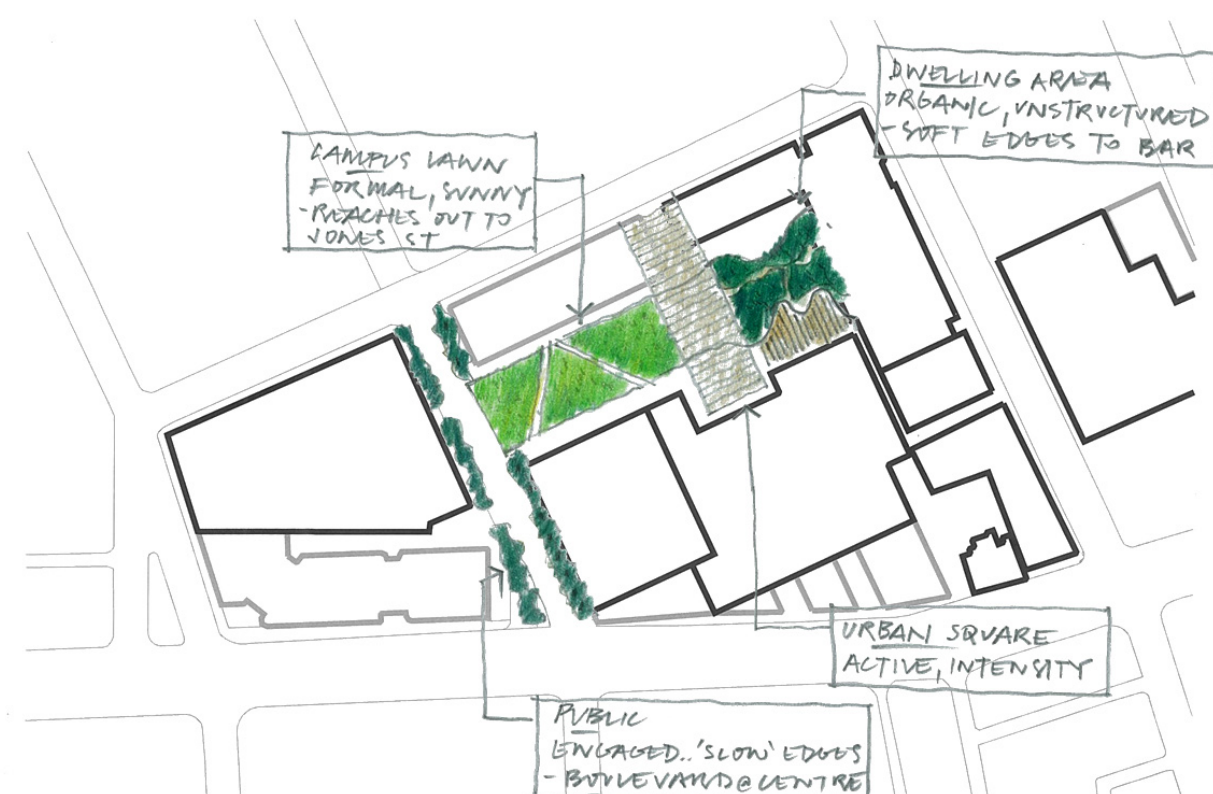 DWELLING AREA
ORGANIC, UNSTRUCTURED
- SOFT EDGES TO BAR
CAMPUS LAWN
FORMAL, SUNNY
- REACHES OUT TO
JONES ST
URBAN SQUARE
ACTIVE, INTENSITY
PUBLIC
ENGAGED.. 'SLOW' EDGES
- BOULEVARD @ CENTRE